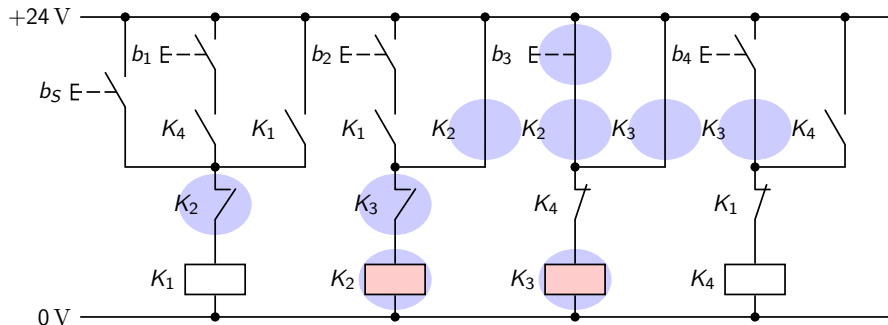 +24 V
b1 b2 b3 b4
bS
K4 K1 K1 K2 K2 K3 K3 K4
K2 K3 K4 K1
K1 K2 K3 K4
0 V